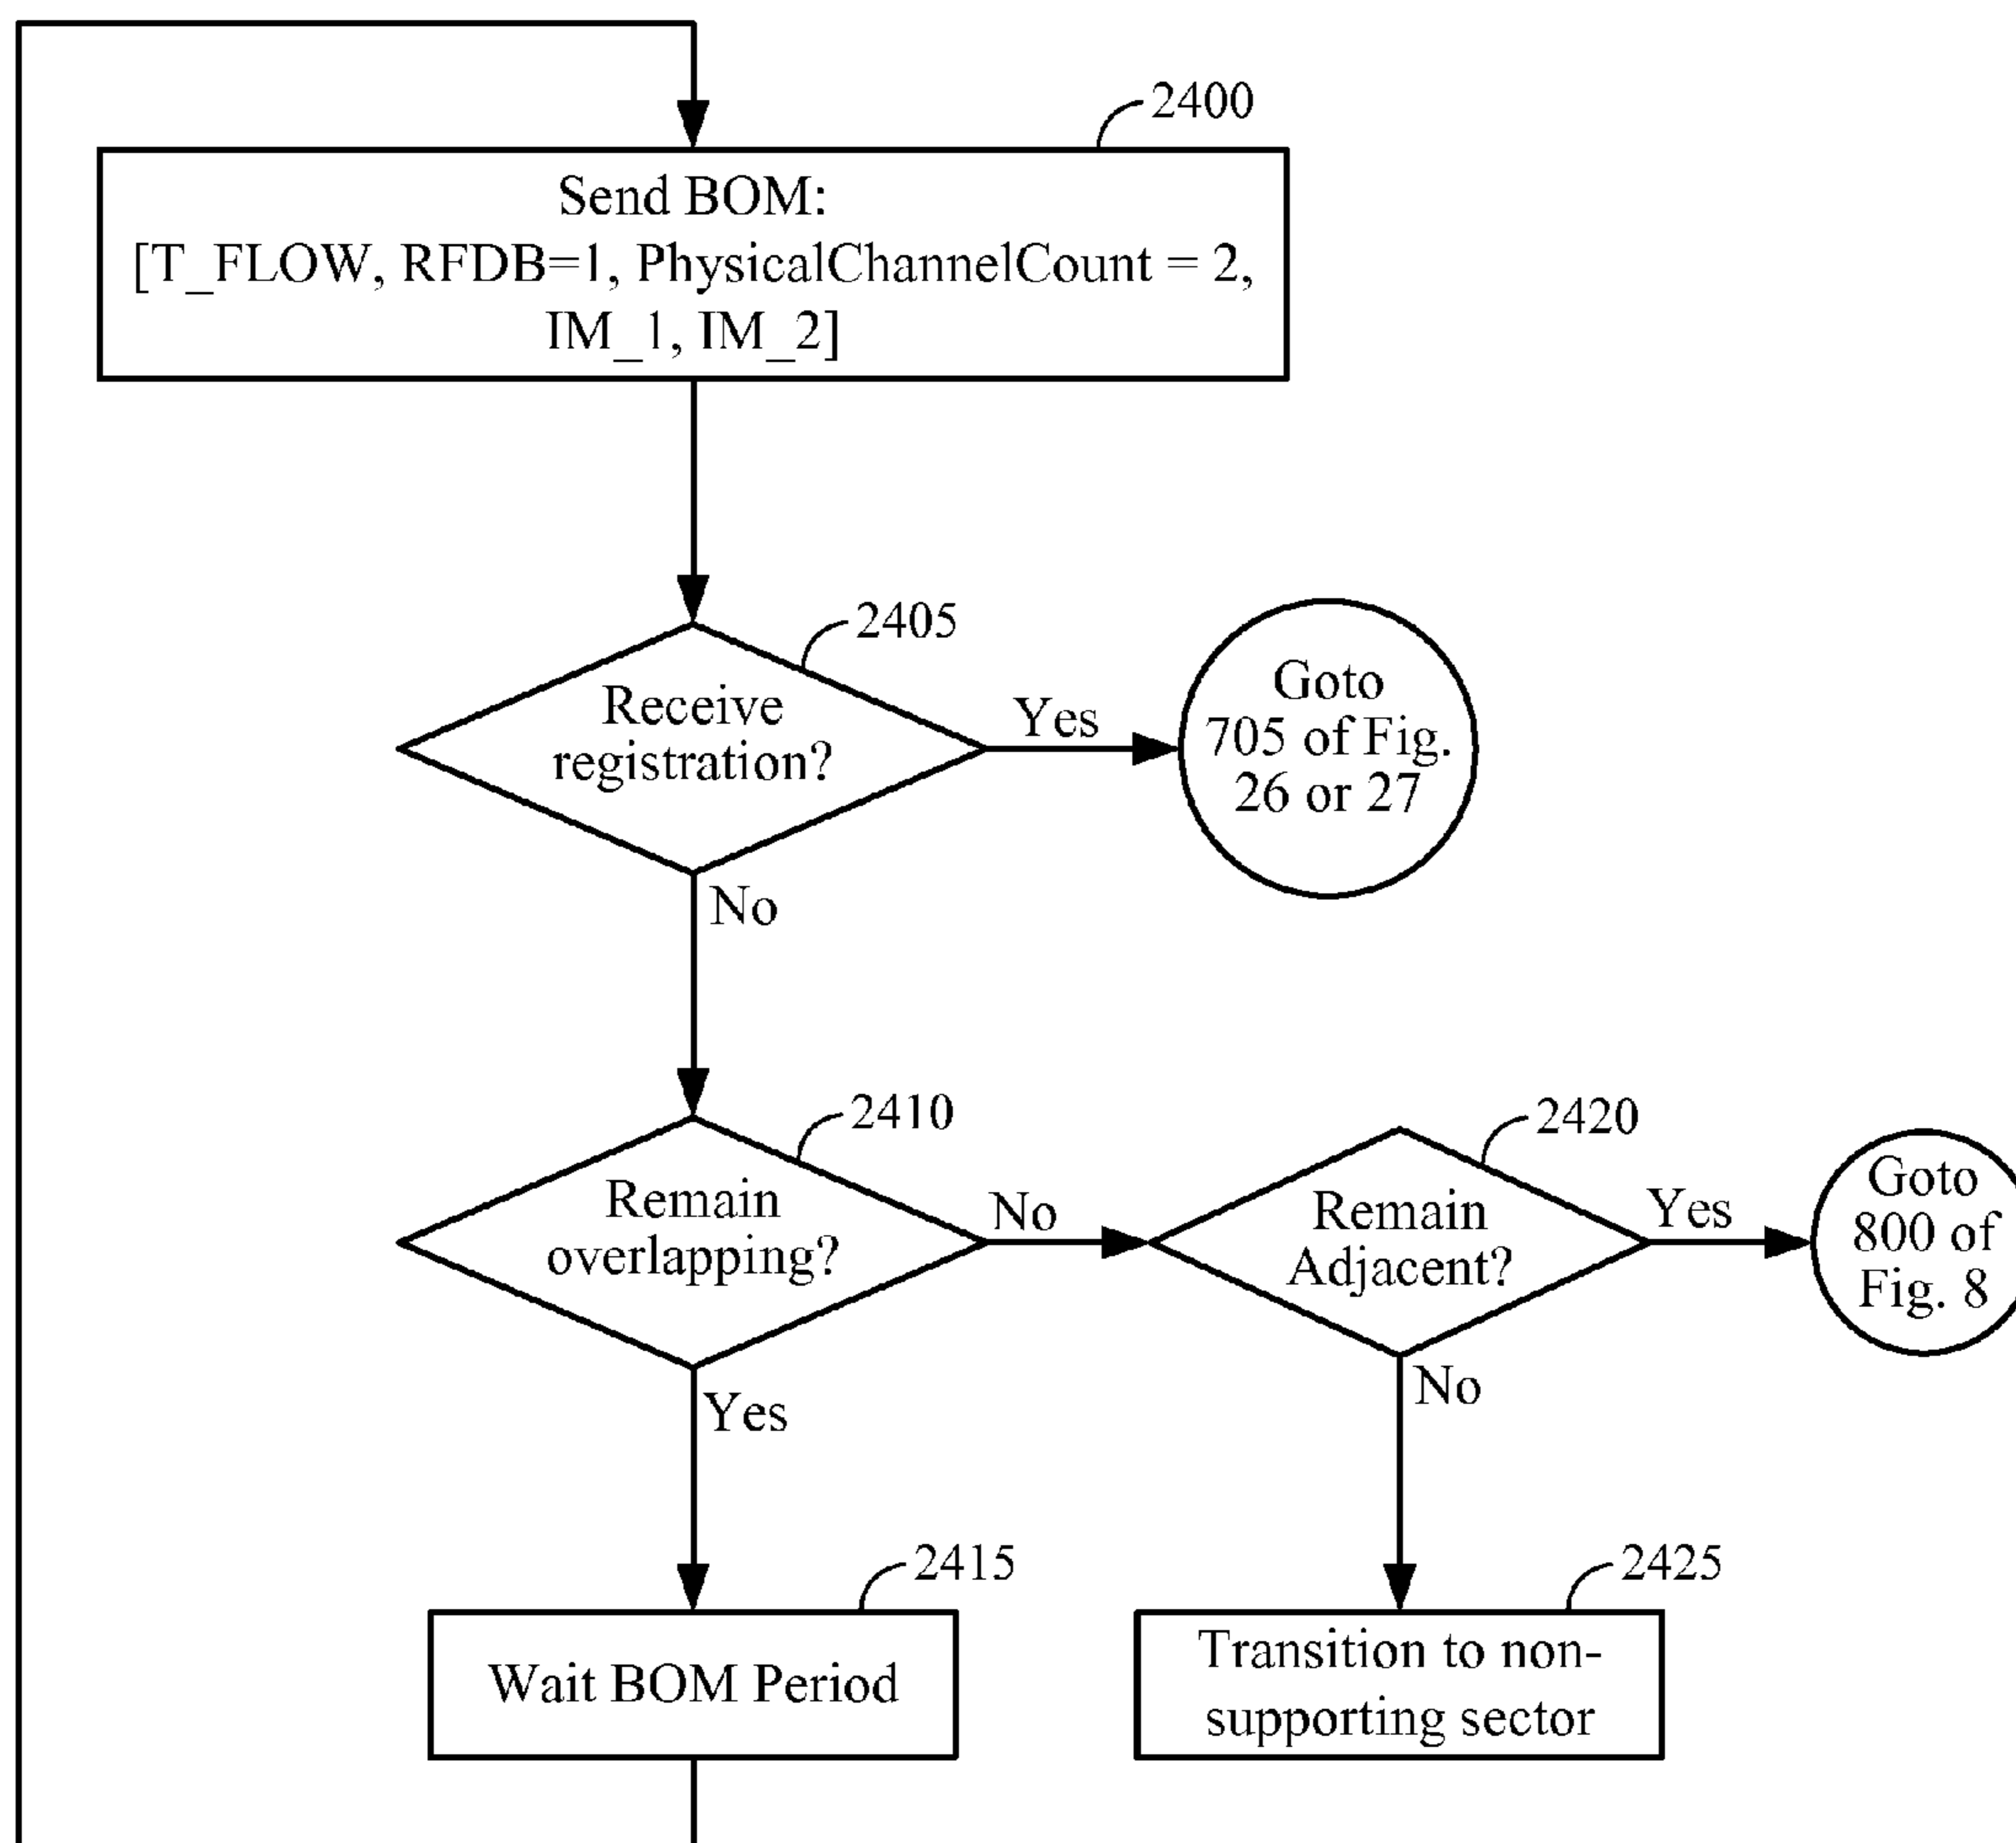 2400
Send BOM:
[T_FLOW, RFDB=1, PhysicalChannelCount = 2,
IM_1, IM_2]
2405
Receive
registration?
Yes
Goto
705 of Fig.
26 or 27
No
2410
Remain
overlapping?
No
2420
Remain
Adjacent?
Yes
Goto
800 of
Fig. 8
Yes
No
2415
Wait BOM Period
2425
Transition to non-
supporting sector